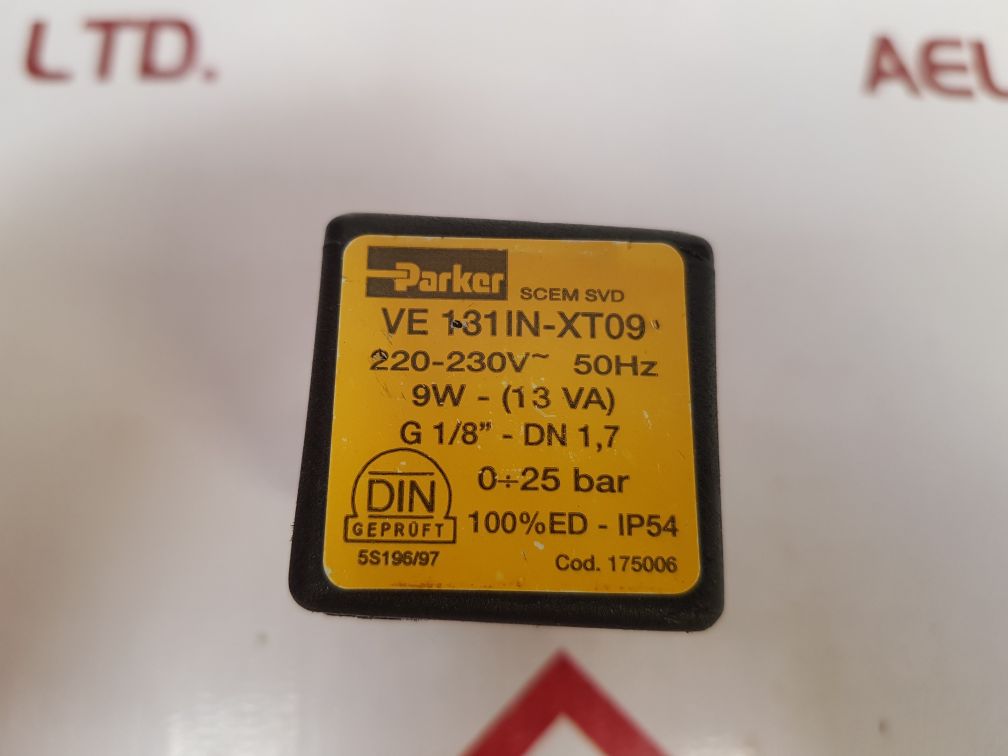 LTD.
AEL
Parker
SCEM SVD
VE 131IN-XT09
220-230V~ 50Hz
9W - (13 VA)
G 1/8” - DN 1,7
0÷25 bar
DIN
GEPRÜFT
100%ED - IP54
5S196/97
Cod. 175006